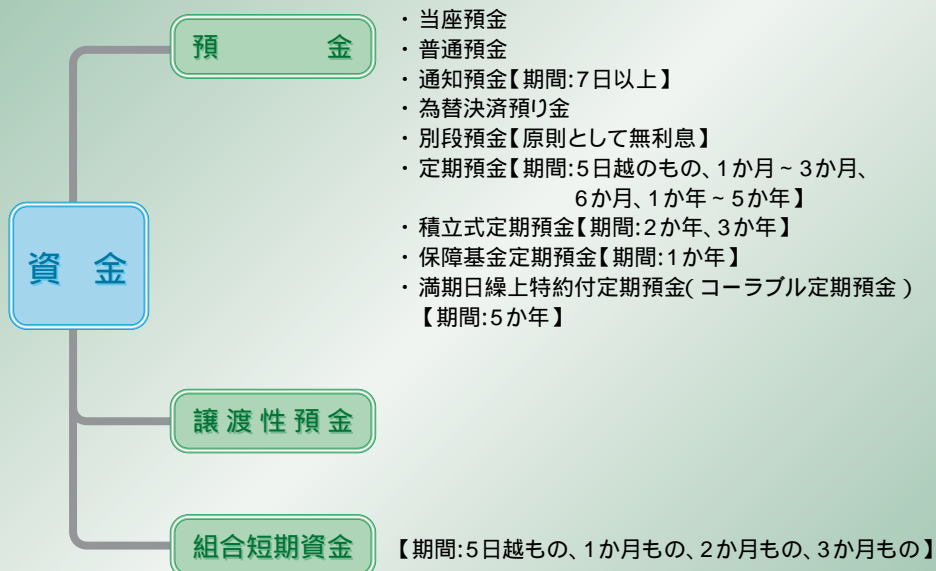 資 金
預 金
・当座預金
・普通預金
・通知預金【期間:7日以上】
・為替決済預り金
・別段預金【原則として無利息】
・定期預金【期間:5日越のもの、1か月~3か月、
6か月、1か年~5か年】
・積立式定期預金【期間:2か年、3か年】
・保障基金定期預金【期間:1か年】
・満期日繰上特約付定期預金(コーラブル定期預金)
【期間:5か年】
譲渡性預金
組合短期資金
【期間:5日越もの、1か月もの、2か月もの、3か月もの】